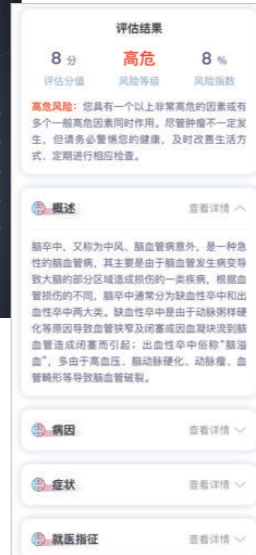 评估结果
8 分 高危 8 %
评估分值 风险等级 风险指数
高危风险：您具有一个以上非常高危的因素或有
多个一般高危因素同时作用。尽管肿瘤不一定发
生，但请务必警惕您的健康，及时改善生活方
式、定期进行相应检查。
概述 查看详情
脑卒中，又称为中风、脑血管病意外，是一种急
性的脑血管病，其主要是由于脑血管发生病变导
致大脑的部分区域造成损伤的一类疾病。根据血
管损伤的不同，脑卒中通常分为缺血性卒中和出
血性卒中两大类。缺血性卒中是由于动脉粥样硬
化等原因导致血管狭窄及闭塞或因血凝块流到脑
血管造成闭塞而引起；出血性卒中俗称“脑溢
血”，多由于高血压、脑动脉硬化、动脉瘤、血
管畸形等导致脑血管破裂。
病因 查看详情
症状 查看详情
就医指征 查看详情